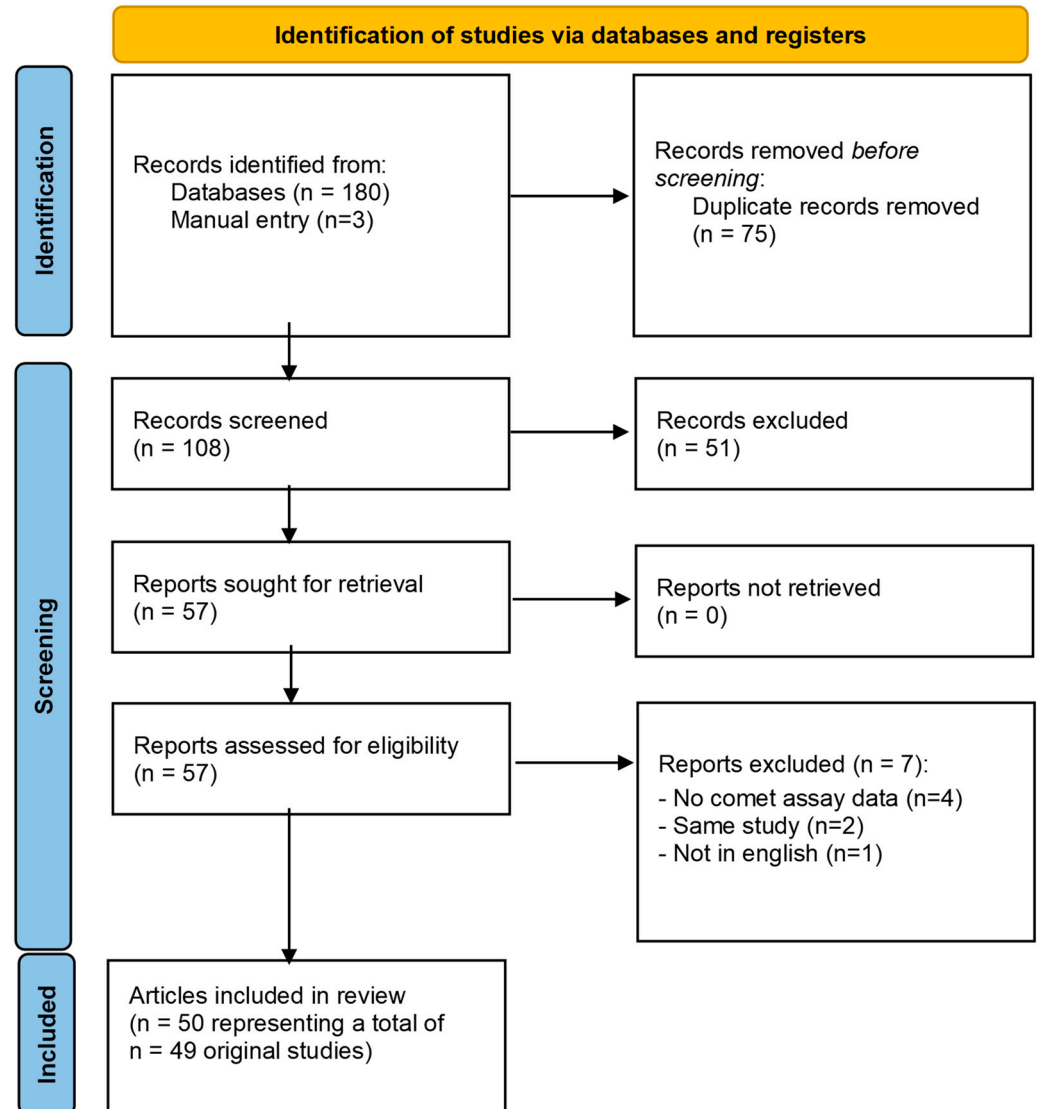 Identification of studies via databases and registers
Identification
Records identified from:
Databases (n = 180)
Manual entry (n=3)
Records removed before
screening:
Duplicate records removed
(n = 75)
Screening
Records screened
(n = 108)
Records excluded
(n = 51)
Reports sought for retrieval
(n = 57)
Reports not retrieved
(n = 0)
Reports assessed for eligibility
(n = 57)
Reports excluded (n = 7):
- No comet assay data (n=4)
- Same study (n=2)
- Not in english (n=1)
Included
Articles included in review
(n = 50 representing a total of
n = 49 original studies)